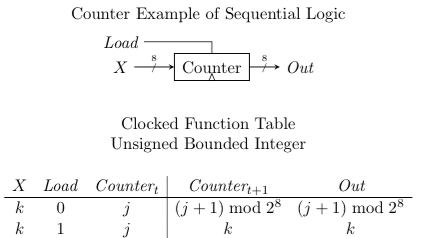 Counter Example of Sequential Logic
Load
X 8 Counter 8 Out
Clocked Function Table
Unsigned Bounded Integer
X Load Counter_t Counter_{t+1} Out
k 0 j (j + 1) mod 2^8 (j + 1) mod 2^8
k 1 j k k